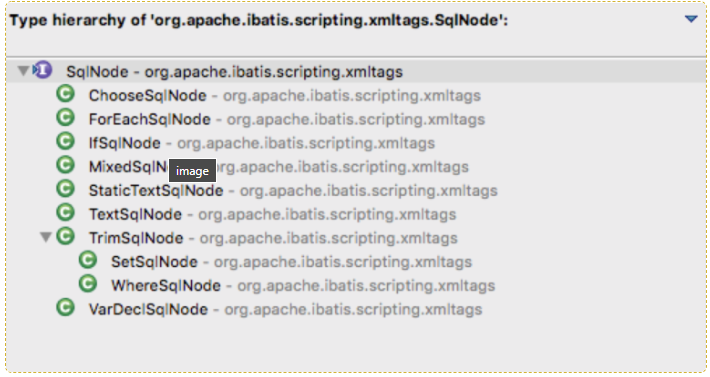 Type hierarchy of 'org.apache.ibatis.scripting.xmltags.SqlNode':
SqlNode - org.apache.ibatis.scripting.xmltags
ChooseSqlNode - org.apache.ibatis.scripting.xmltags
ForEachSqlNode - org.apache.ibatis.scripting.xmltags
IfSqlNode - org.apache.ibatis.scripting.xmltags
MixedSqlN image rg.apache.ibatis.scripting.xmltags
StaticTextSqlNode - org.apache.ibatis.scripting.xmltags
TextSqlNode - org.apache.ibatis.scripting.xmltags
TrimSqlNode - org.apache.ibatis.scripting.xmltags
SetSqlNode - org.apache.ibatis.scripting.xmltags
WhereSqlNode - org.apache.ibatis.scripting.xmltags
VarDeclSqlNode - org.apache.ibatis.scripting.xmltags